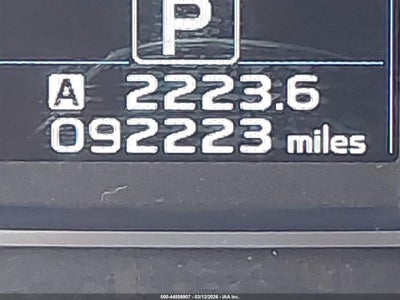 P
A 2223.6
092223 miles
000-44558907 - 03/12/2026 - IAA Inc.